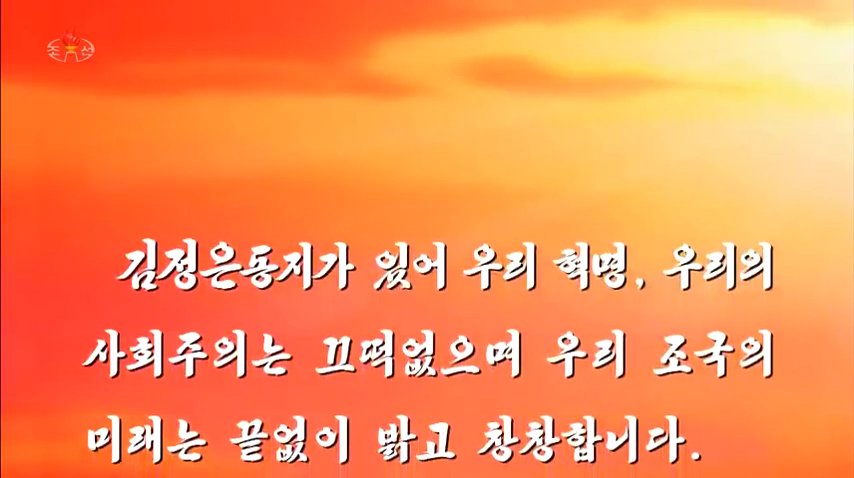 조선
김정은동지가 있어 우리 혁명, 우리의
사회주의는 끄떡없으며 우리 조국의
미래는 끝없이 밝고 창창합니다.